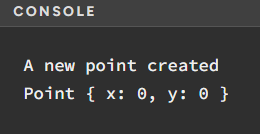 CONSOLE
A new point created
Point { x: 0, y: 0 }